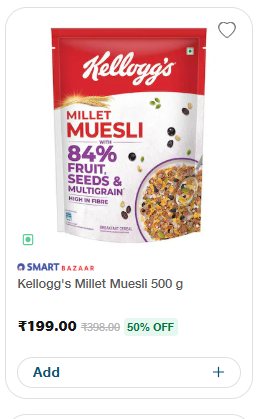 Kellogg's
MILLET
MUESLI
WITH
84%
FRUIT,
SEEDS &
MULTIGRAIN
HIGH IN FIBRE
BREAKFAST CEREAL
SMART BAZAAR
Kellogg's Millet Muesli 500 g
₹199.00 ₹398.00 50% OFF
Add +